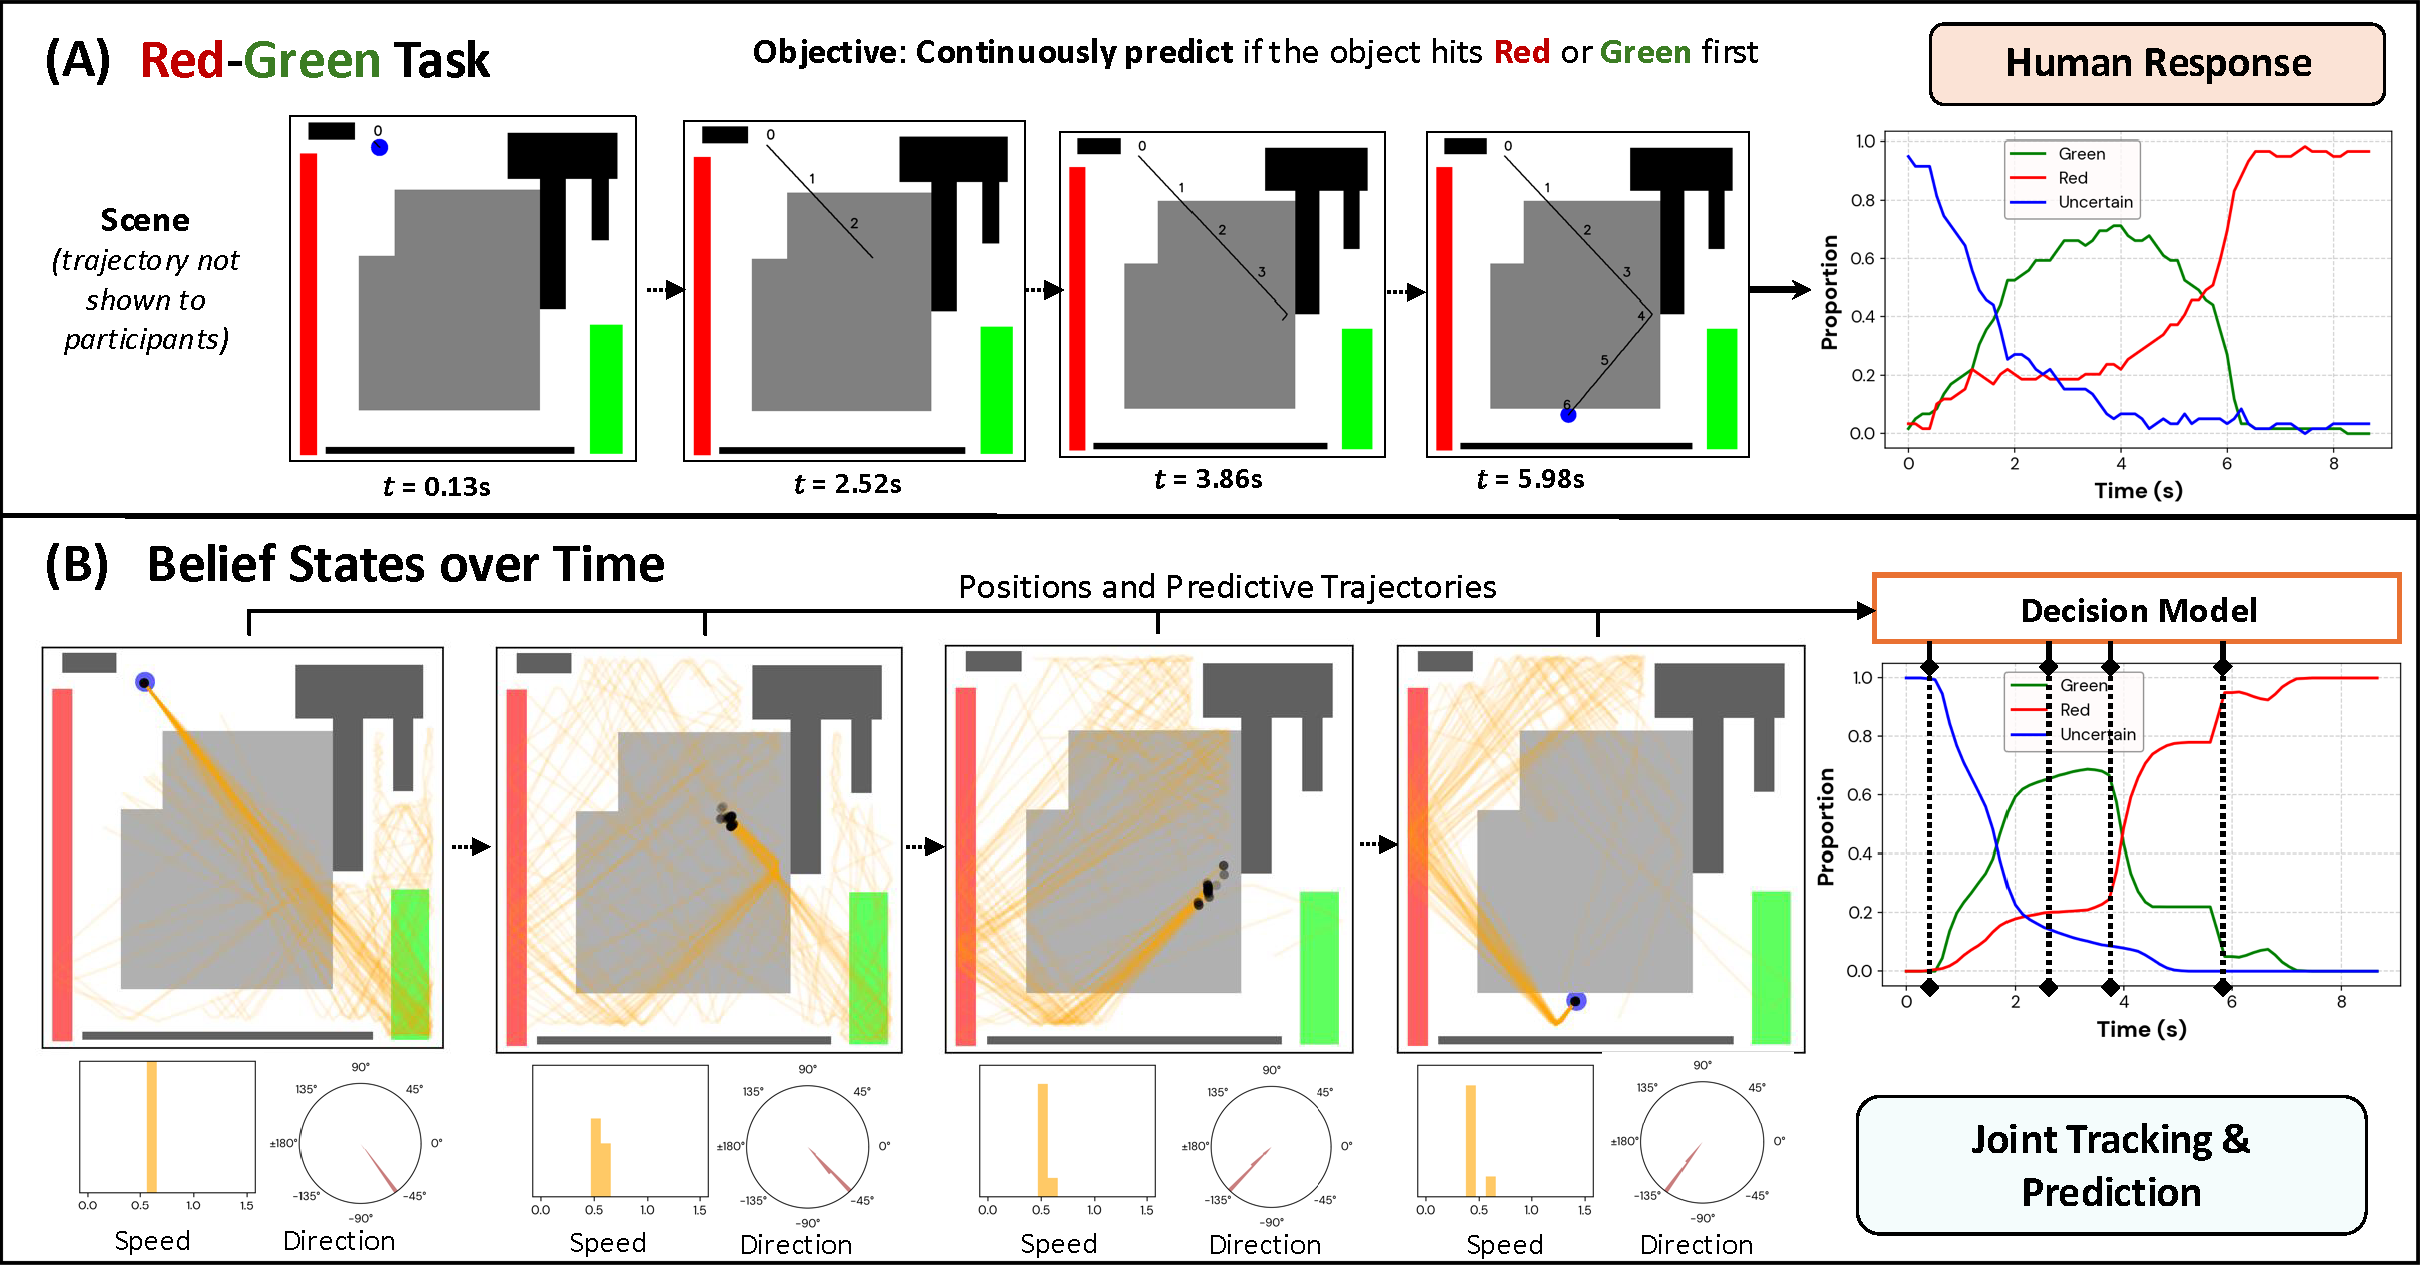 (A) Red-Green Task
Objective: Continuously predict if the object hits Red or Green first
Human Response
Scene
(trajectory not
shown to
participants)
0
0
1
2
0
1
2
3
0
1
2
3
4
5
6
t = 0.13s
t = 2.52s
t = 3.86s
t = 5.98s
Proportion
1.0
0.8
0.6
0.4
0.2
0.0
Green
Red
Uncertain
0 2 4 6 8
Time (s)
(B) Belief States over Time
Positions and Predictive Trajectories
Decision Model
Proportion
1.0
0.8
0.6
0.4
0.2
0.0
Green
Red
Uncertain
0 2 4 6 8
Time (s)
0.0 0.5 1.0 1.5
Speed
90°
135° 45°
±180° 0°
-135° -45°
-90°
Direction
0.0 0.5 1.0 1.5
Speed
90°
135° 45°
±180° 0°
-135° -45°
-90°
Direction
0.0 0.5 1.0 1.5
Speed
90°
135° 45°
±180° 0°
-135° -45°
-90°
Direction
0.0 0.5 1.0 1.5
Speed
90°
135° 45°
±180° 0°
-135° -45°
-90°
Direction
Joint Tracking &
Prediction